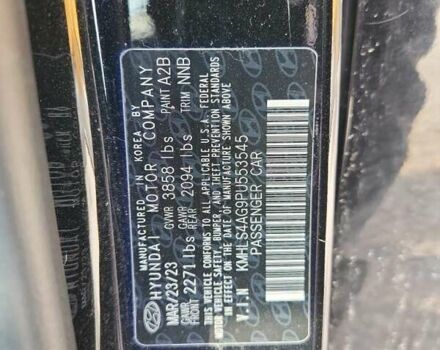 MANUFACTURED IN KOREA BY
HYUNDAI MOTOR COMPANY
MAR/23/23 GVWR 3858 lbs PAINT A2B
GAWR FRONT 2271 lbs GAWR REAR 2094 lbs TRIM NNB
THIS VEHICLE CONFORMS TO ALL APPLICABLE U.S.A. FEDERAL
MOTOR VEHICLE SAFETY, BUMPER, AND THEFT PREVENTION
STANDARDS IN EFFECT ON THE DATE OF MANUFACTURE SHOWN ABOVE
V.I.N KMHLS4AG9PU553545
PASSENGER CAR